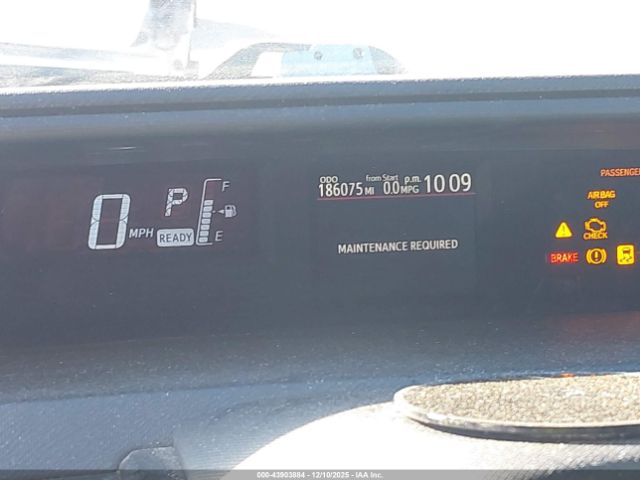 0 MPH
P
READY
F
E
ODO from Start p.m.
186075 MI 0.0 MPG 10 09
MAINTENANCE REQUIRED
PASSENGER
AIR BAG
OFF
CHECK
BRAKE
000-43903884 - 12/10/2025 - IAA Inc.